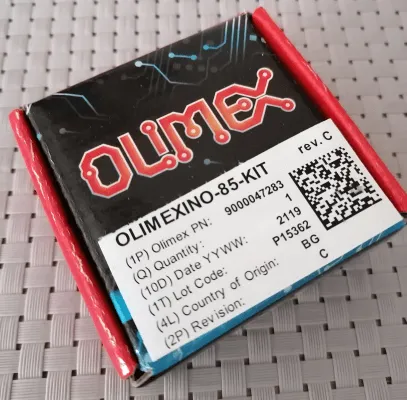 OLIMEX
OLIMEXINO-85-KIT rev. C
(1P) Olimex PN: 9000047283
(Q) Quantity: 1
(10D) Date YYWW: 2119
(1T) Lot Code: P15362
(4L) Country of Origin: BG
(2P) Revision: C